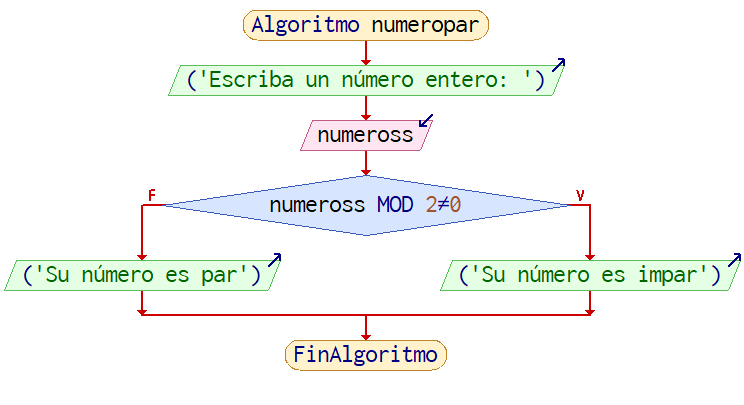 Algoritmo numeropar
('Escriba un número entero: ')
numeross
F
V
numeross MOD 2≠0
('Su número es par')
('Su número es impar')
FinAlgoritmo